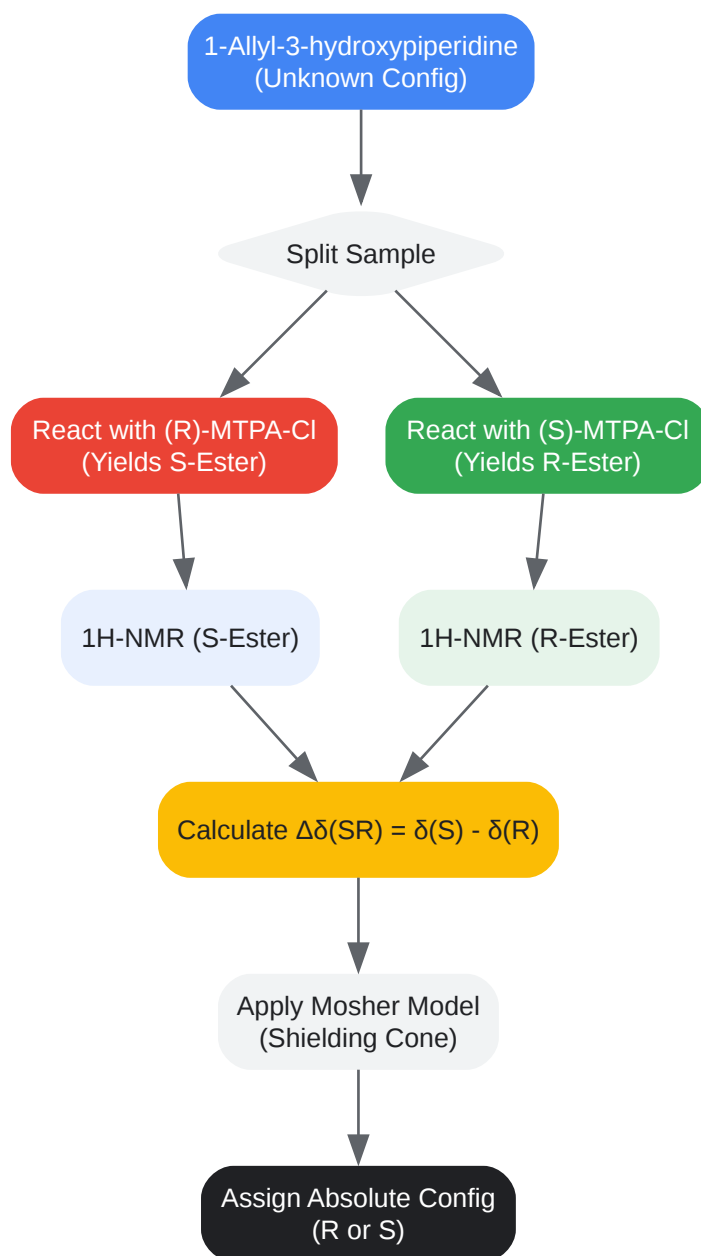 1-Allyl-3-hydroxypiperidine
(Unknown Config)
Split Sample
React with (R)-MTPA-Cl
(Yields S-Ester)
React with (S)-MTPA-Cl
(Yields R-Ester)
1H-NMR (S-Ester)
1H-NMR (R-Ester)
Calculate Δδ(SR) = δ(S) - δ(R)
Apply Mosher Model
(Shielding Cone)
Assign Absolute Config
(R or S)